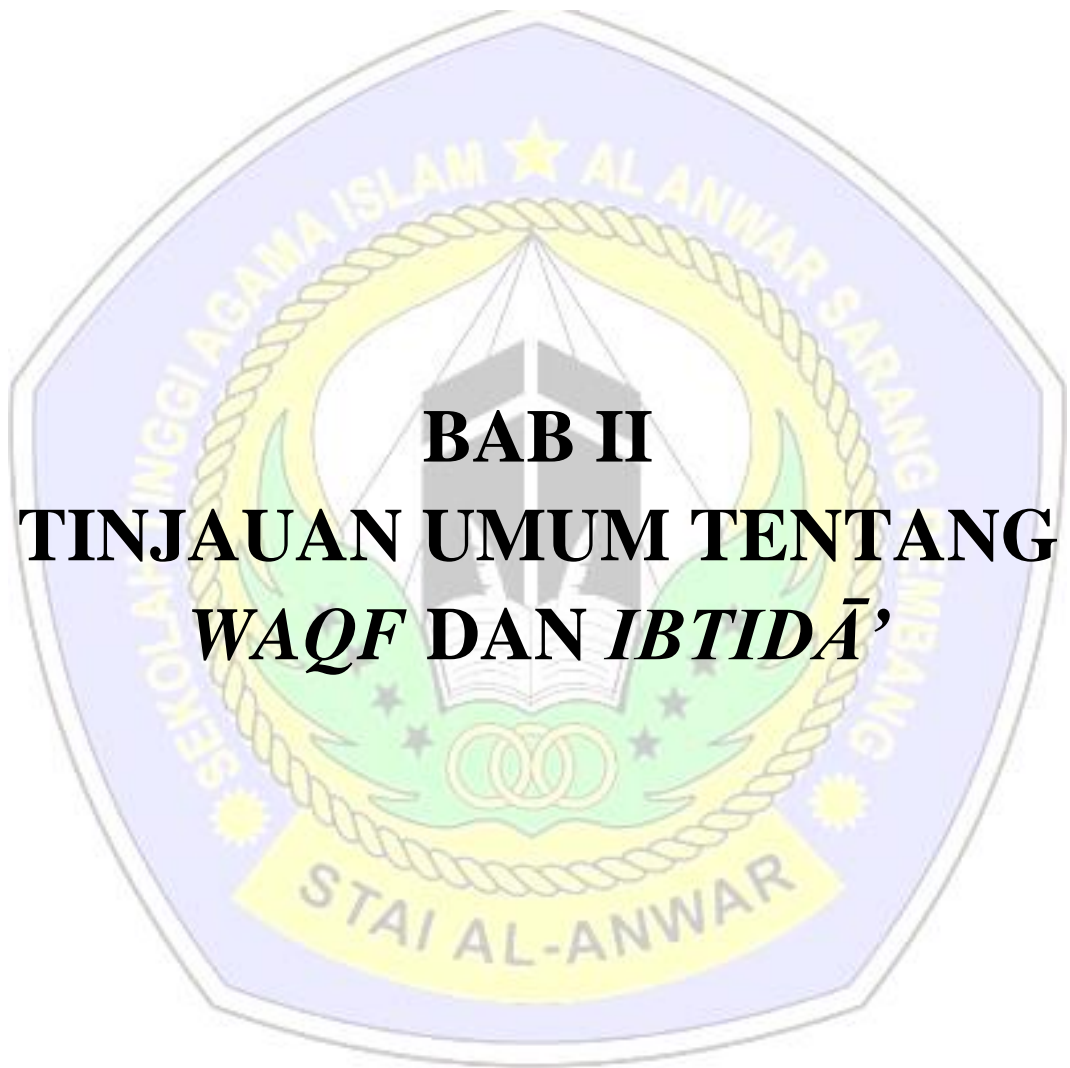 BAB II
TINJAUAN UMUM TENTANG
WAQF DAN IBTIDĀ’
SEKOLAH TINGGI AGAMA ISLAM ★ AL ANWAR SARANG REMBANG
STAI AL-ANWAR